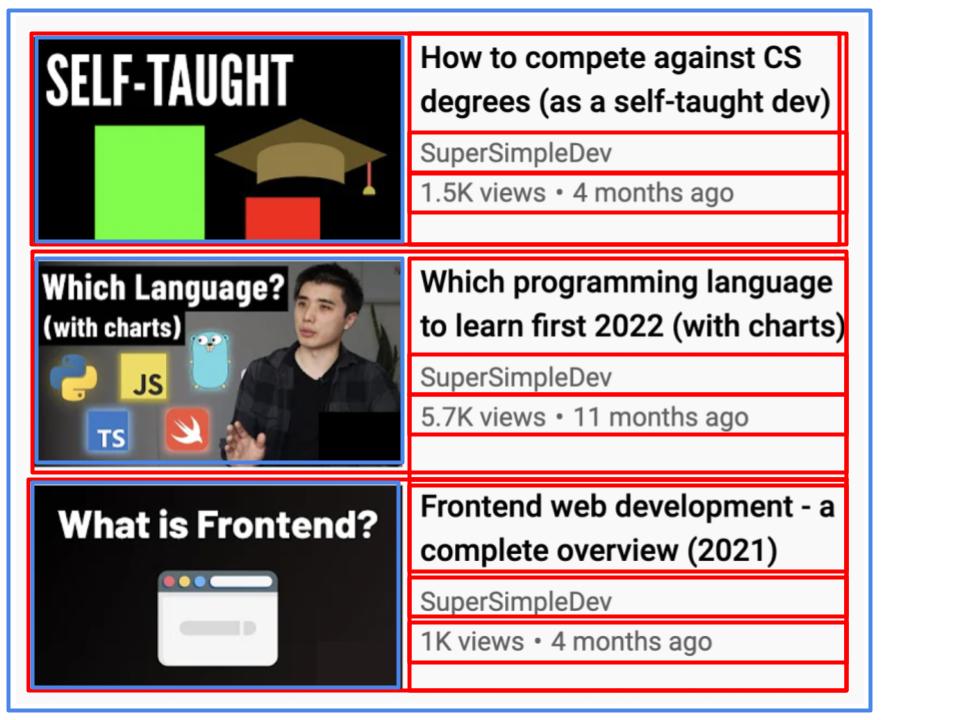 SELF-TAUGHT
How to compete against CS
degrees (as a self-taught dev)
SuperSimpleDev
1.5K views • 4 months ago
Which Language?
(with charts)
JS
TS
Which programming language
to learn first 2022 (with charts)
SuperSimpleDev
5.7K views • 11 months ago
What is Frontend?
Frontend web development - a
complete overview (2021)
SuperSimpleDev
1K views • 4 months ago